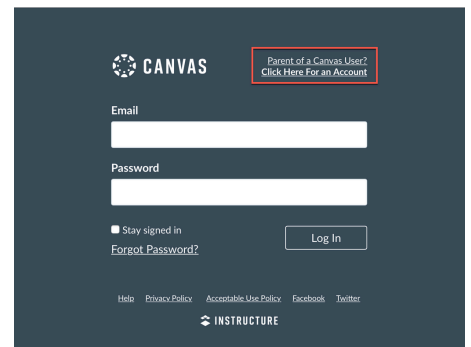 CANVAS
Parent of a Canvas User?
Click Here For an Account
Email
Password
Stay signed in
Forgot Password?
Log In
Help Privacy Policy Acceptable Use Policy Facebook Twitter
INSTRUCTURE